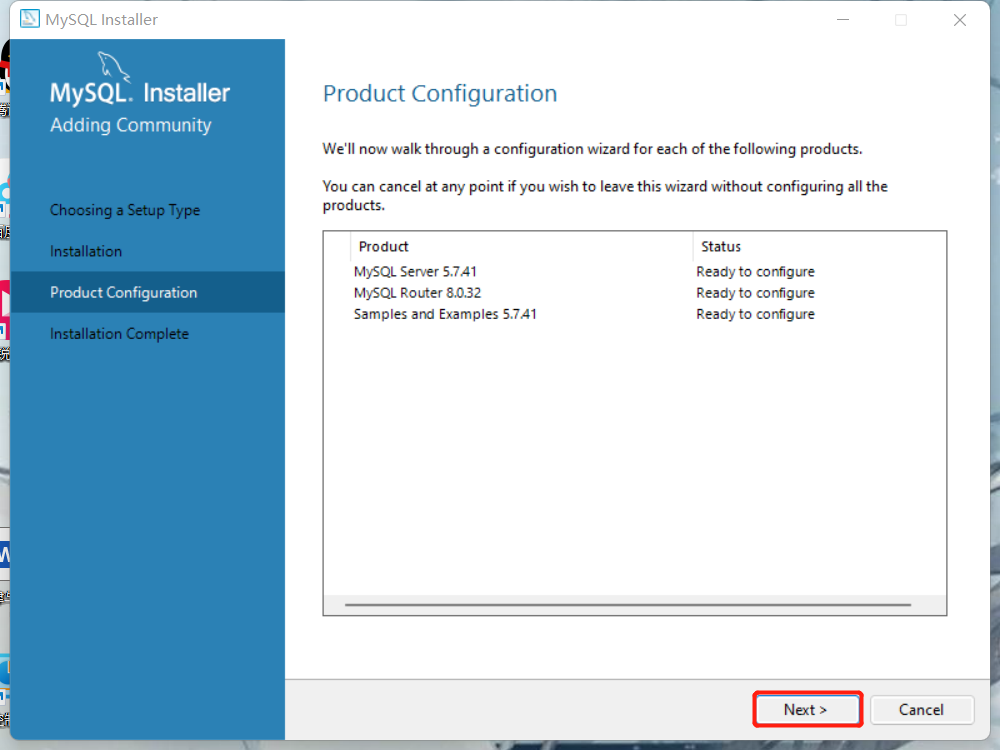 MySQL Installer
MySQL. Installer
Adding Community
Choosing a Setup Type
Installation
Product Configuration
Installation Complete
Product Configuration
We'll now walk through a configuration wizard for each of the following products.
You can cancel at any point if you wish to leave this wizard without configuring all the
products.
Product Status
MySQL Server 5.7.41 Ready to configure
MySQL Router 8.0.32 Ready to configure
Samples and Examples 5.7.41 Ready to configure
Next >
Cancel